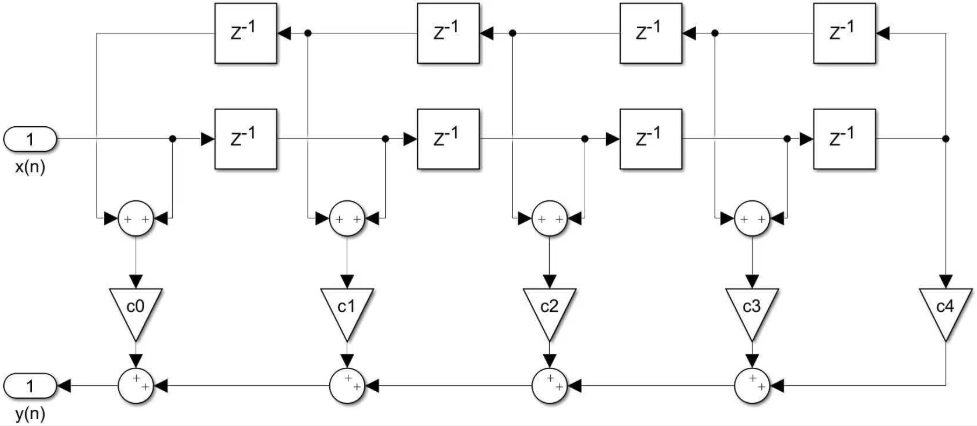 Z-1 Z-1 Z-1 Z-1
1 Z-1 Z-1 Z-1 Z-1
x(n)
+ + + + + + + +
c0 c1 c2 c3 c4
1 + + + + + + + +
y(n)